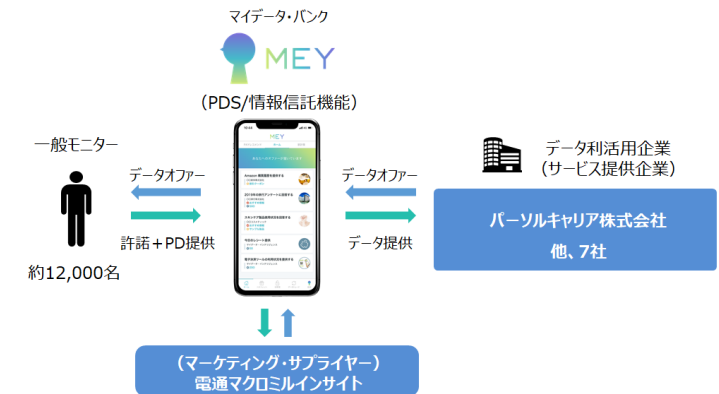 マイデータ・バンク
MEY
(PDS/情報信託機能)
一般モニター
データオファー
許諾+PD提供
約12,000名
MEY
データオファー
データ提供
データ利活用企業
(サービス提供企業)
パーソルキャリア株式会社
他、7社
(マーケティング・サプライヤー)
電通マクロミルインサイト